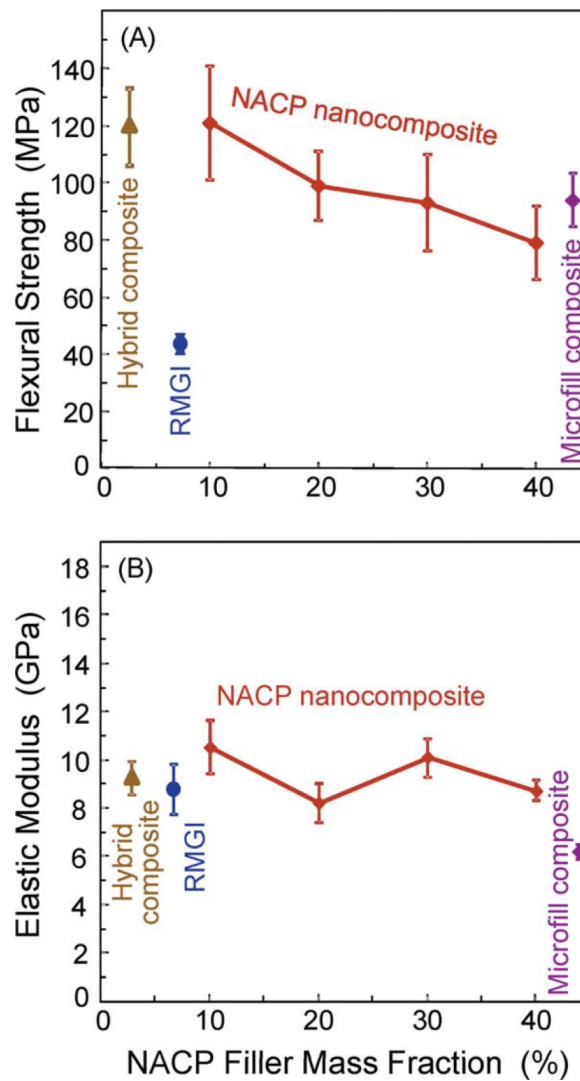 (A)
Flexural Strength (MPa)
140
120
100
80
60
40
20
0
NACP nanocomposite
Hybrid composite
RMGI
Microfill composite
0 10 20 30 40
(B)
Elastic Modulus (GPa)
18
16
14
12
10
8
6
4
2
0
NACP nanocomposite
Hybrid
composite
RMGI
Microfill composite
0 10 20 30 40
NACP Filler Mass Fraction (%)